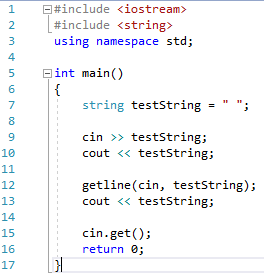 1 #include <iostream>
2 #include <string>
3 using namespace std;
4
5 int main()
6 {
7 string testString = " ";
8
9 cin >> testString;
10 cout << testString;
11
12 getline(cin, testString);
13 cout << testString;
14
15 cin.get();
16 return 0;
17 }